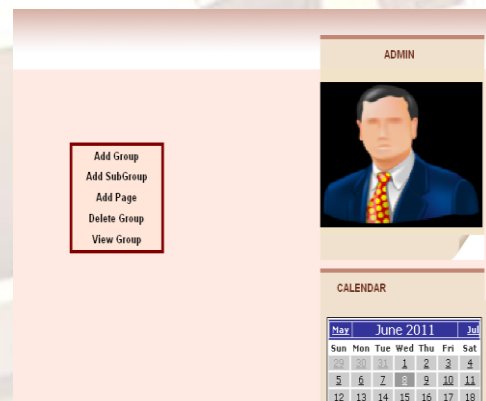 ADMIN
Add Group
Add SubGroup
Add Page
Delete Group
View Group
CALENDAR
May June 2011 Jul
Sun Mon Tue Wed Thu Fri Sat
29 30 31 1 2 3 4
5 6 7 8 9 10 11
12 13 14 15 16 17 18